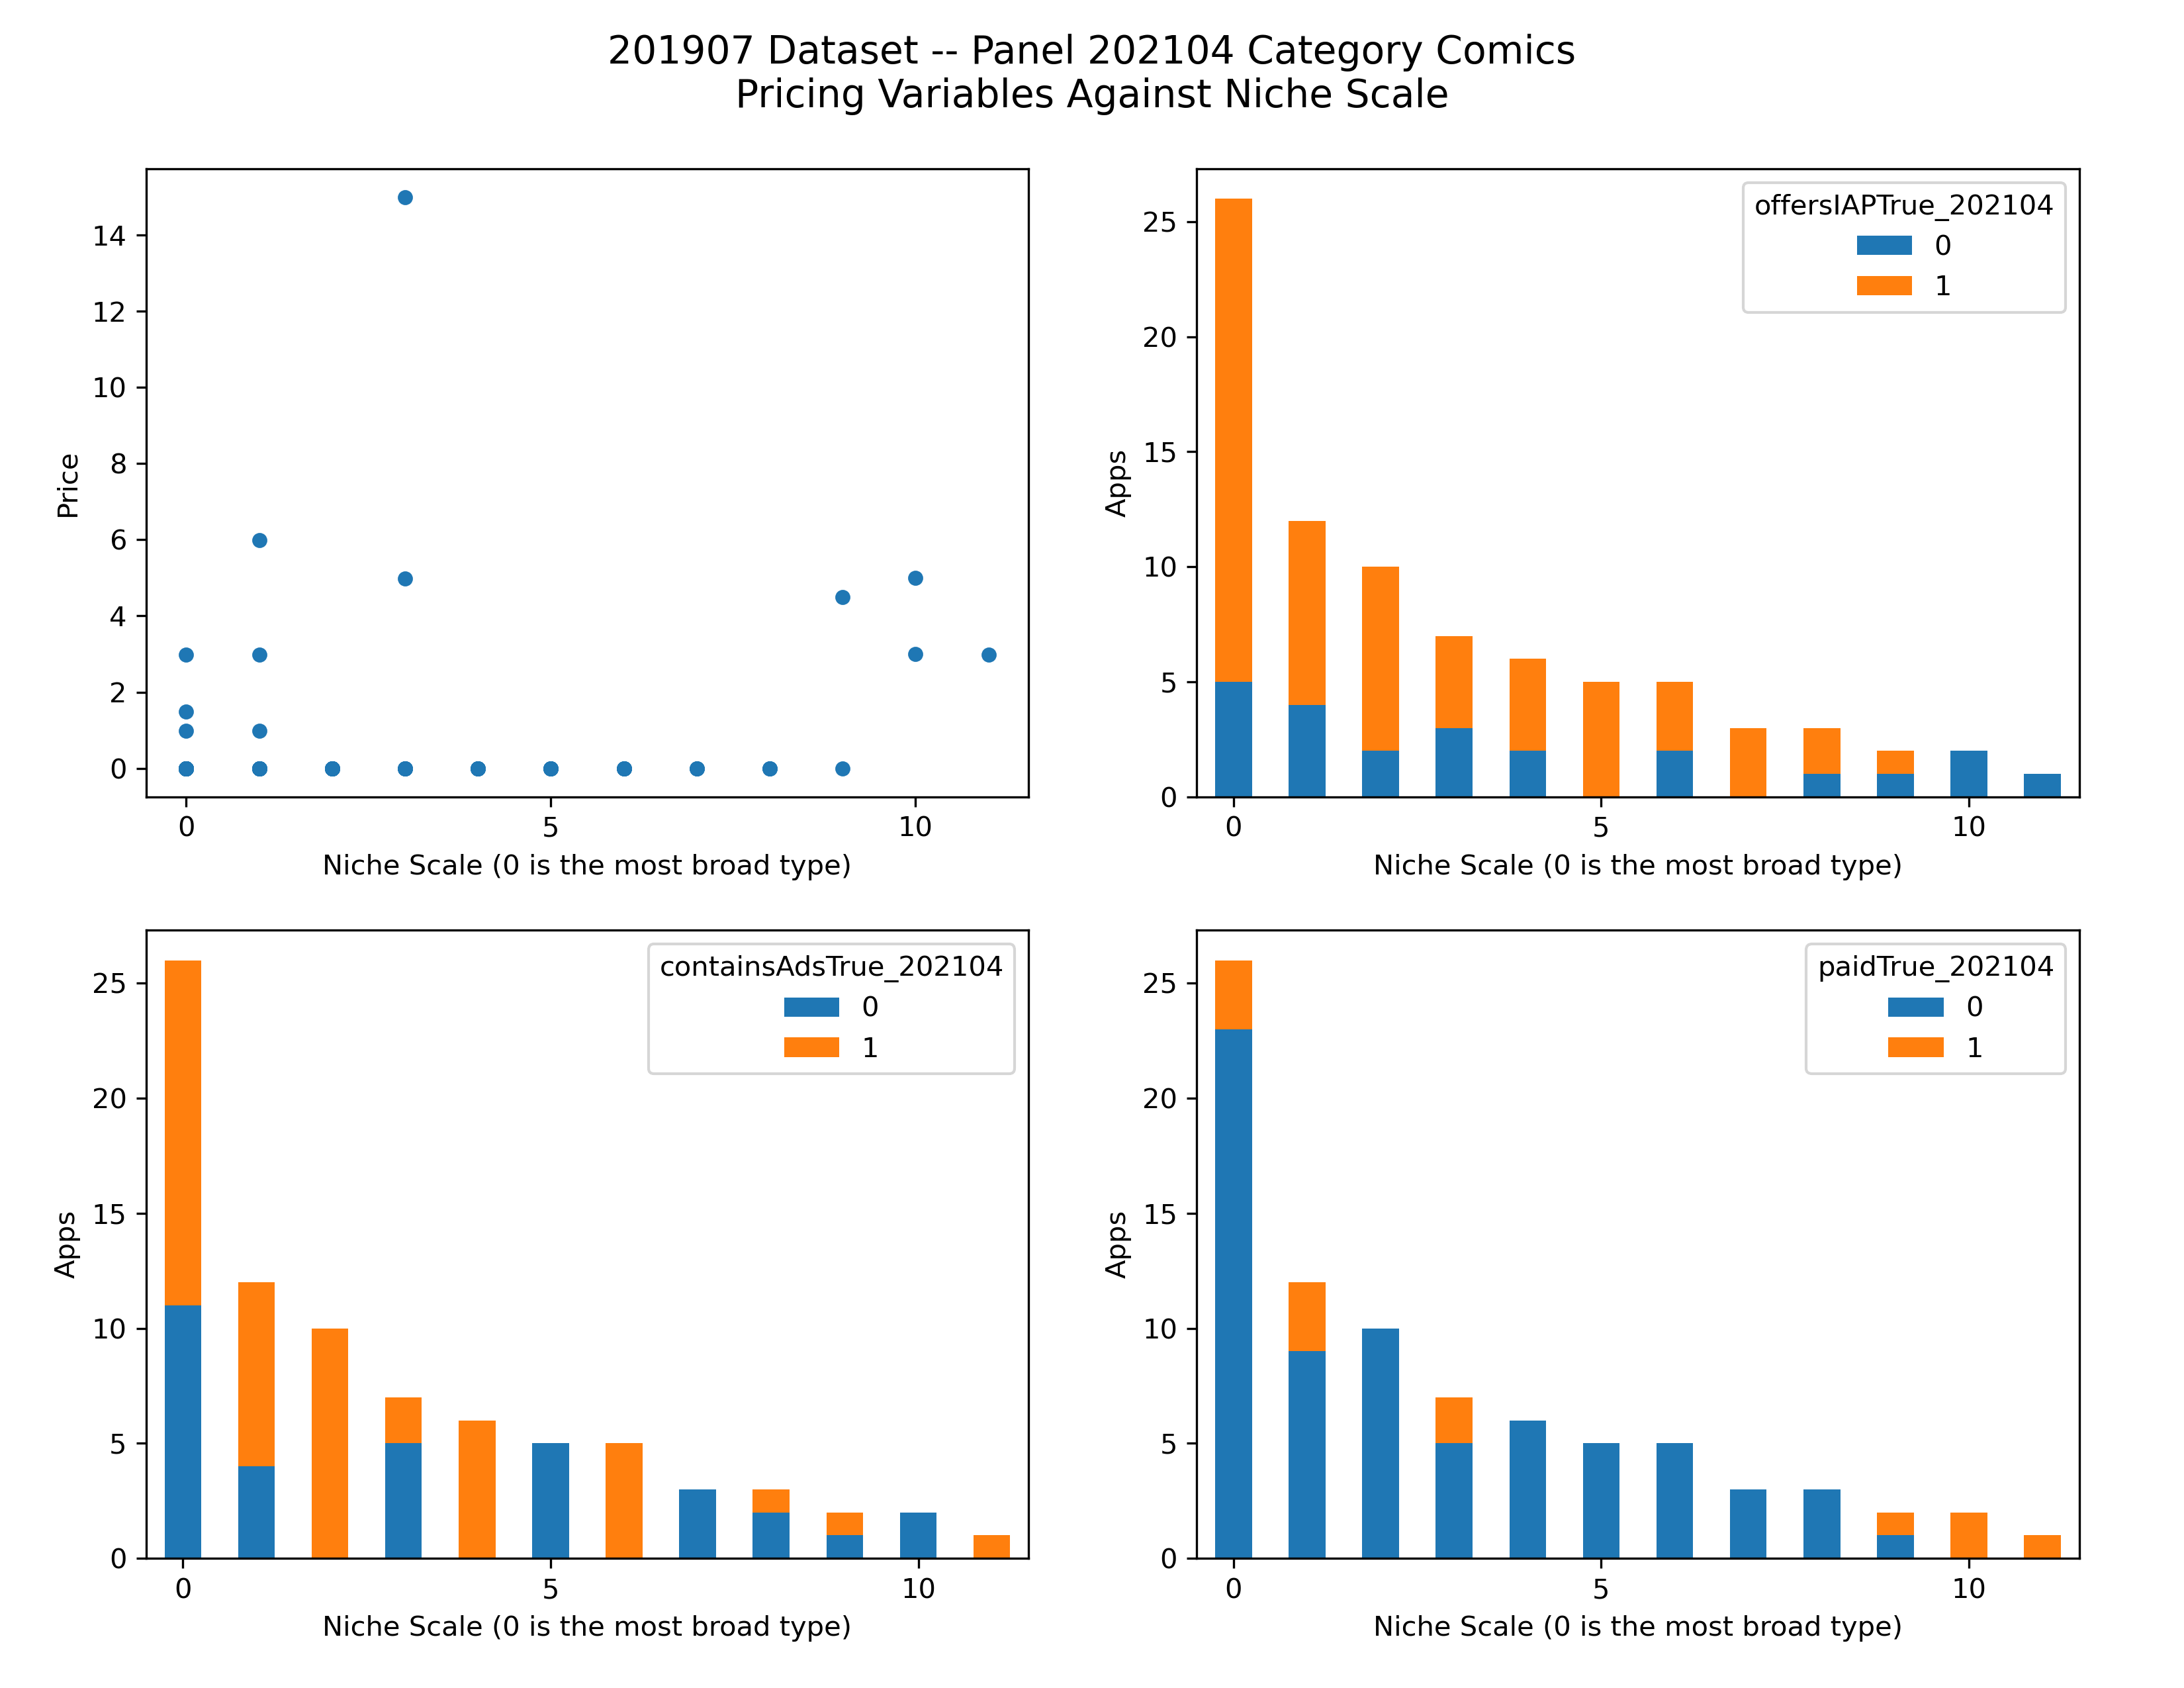 201907 Dataset -- Panel 202104 Category Comics
Pricing Variables Against Niche Scale
14
12
10
8
6
4
2
0
Price
0 5 10
Niche Scale (0 is the most broad type)
25
20
15
10
5
0
Apps
offersIAPTrue_202104
0
1
0 5 10
Niche Scale (0 is the most broad type)
25
20
15
10
5
0
Apps
containsAdsTrue_202104
0
1
0 5 10
Niche Scale (0 is the most broad type)
25
20
15
10
5
0
Apps
paidTrue_202104
0
1
0 5 10
Niche Scale (0 is the most broad type)